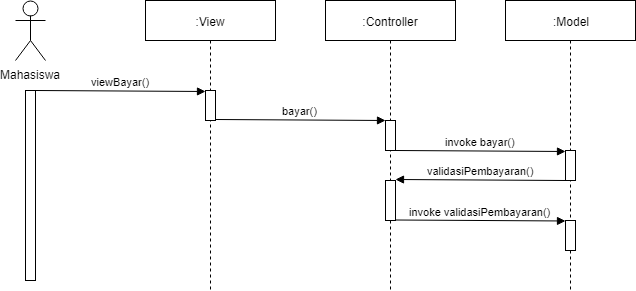 :View
:Controller
:Model
Mahasiswa
viewBayar()
bayar()
invoke bayar()
validasiPembayaran()
invoke validasiPembayaran()